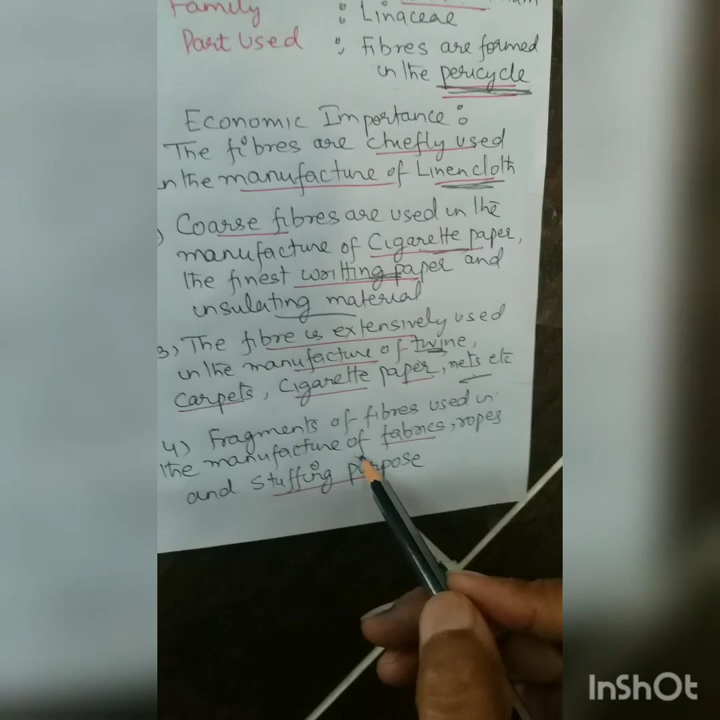 Family : Linaceae
Part Used : Fibres are formed
in the pericycle
Economic Importance :
The fibres are chiefly used
in the manufacture of Linen cloth
) Coarse fibres are used in the
manufacture of Cigarette paper,
the finest writting paper and
insulating material
3) The fibre is extensively used
in the manufacture of twine,
carpets, Cigarette paper, nets etc
4) Fragments of fibres used in
the manufacture of fabrics, ropes
and stuffing purpose
InShOt